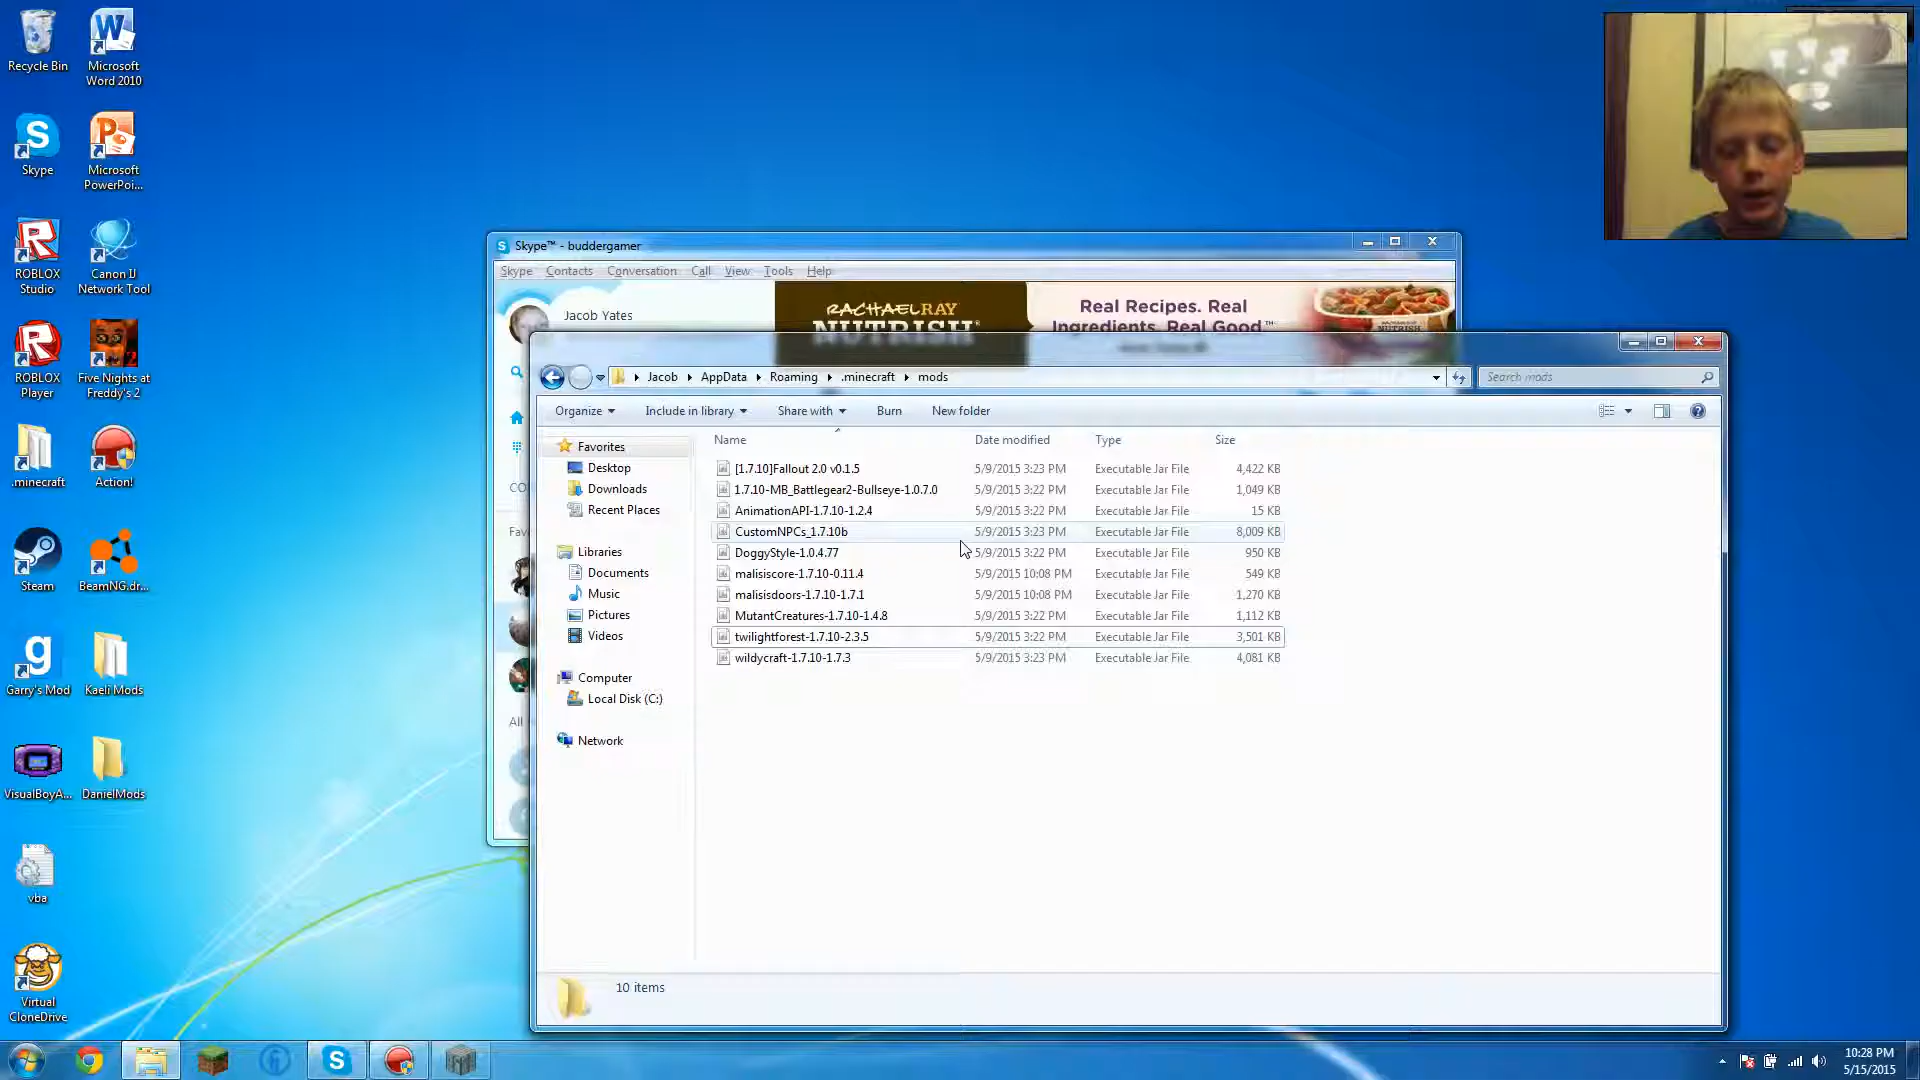 Recycle Bin
Microsoft
Word 2010
Skype
Microsoft
PowerPoi...
ROBLOX
Studio
Canon IJ
Network Tool
ROBLOX
Player
Five Nights at
Freddy's 2
.minecraft
Action!
Steam
BeamNG.dr...
Garry's Mod
Kaeli Mods
VisualBoyA...
DanielMods
vba
Virtual
CloneDrive
Skype™ - buddergamer
Skype Contacts Conversation Call View Tools Help
Jacob Yates
RACHAEL RAY
NUTRISH
Real Recipes. Real
Ingredients. Real Good.™
Jacob AppData Roaming .minecraft mods
Search mods
Organize Include in library Share with Burn New folder
Name Date modified Type Size
Favorites
Desktop
Downloads
Recent Places
Libraries
Documents
Music
Pictures
Videos
Computer
Local Disk (C:)
Network
[1.7.10]Fallout 2.0 v0.1.5 5/9/2015 3:23 PM Executable Jar File 4,422 KB
1.7.10-MB_Battlegear2-Bullseye-1.0.7.0 5/9/2015 3:22 PM Executable Jar File 1,049 KB
AnimationAPI-1.7.10-1.2.4 5/9/2015 3:22 PM Executable Jar File 15 KB
CustomNPCs_1.7.10b 5/9/2015 3:23 PM Executable Jar File 8,009 KB
DoggyStyle-1.0.4.77 5/9/2015 3:22 PM Executable Jar File 950 KB
malisiscore-1.7.10-0.11.4 5/9/2015 10:08 PM Executable Jar File 549 KB
malisisdoors-1.7.10-1.7.1 5/9/2015 10:08 PM Executable Jar File 1,270 KB
MutantCreatures-1.7.10-1.4.8 5/9/2015 3:22 PM Executable Jar File 1,112 KB
twilightforest-1.7.10-2.3.5 5/9/2015 3:22 PM Executable Jar File 3,501 KB
wildycraft-1.7.10-1.7.3 5/9/2015 3:23 PM Executable Jar File 4,081 KB
10 items
10:28 PM
5/15/2015